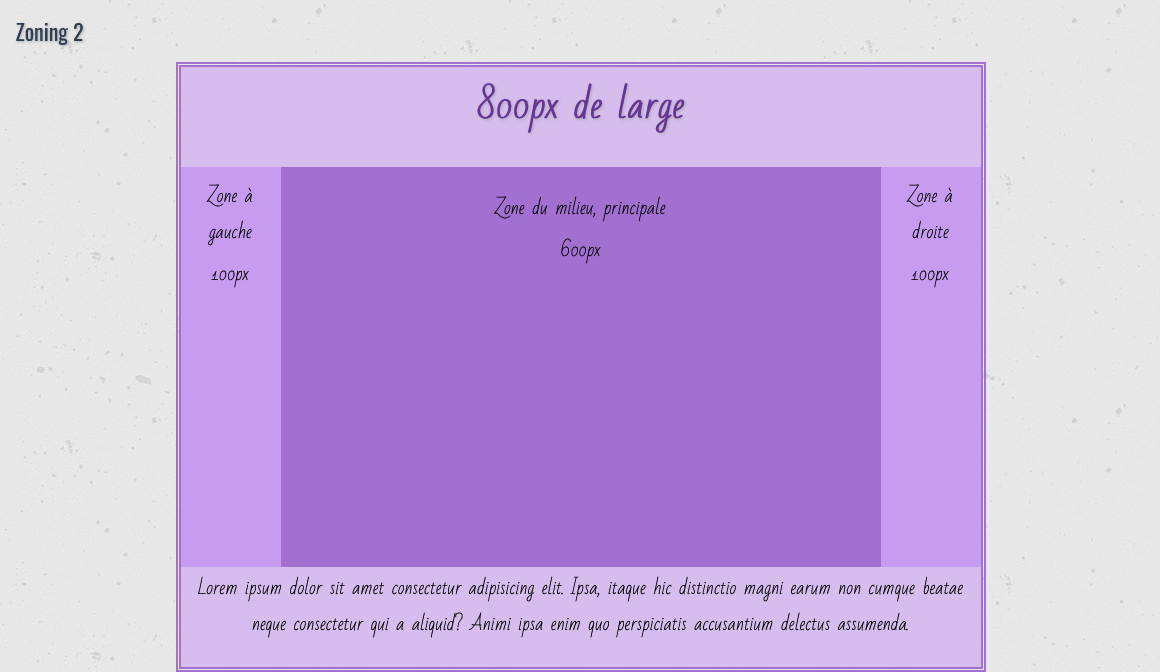 Zoning 2
800px de large
Zone à
gauche
100px
Zone du milieu, principale
600px
Zone à
droite
100px
Lorem ipsum dolor sit amet consectetur adipisicing elit. Ipsa, itaque hic distinctio magni earum non cumque beatae
neque consectetur qui a aliquid? Animi ipsa enim quo perspiciatis accusantium delectus assumenda.